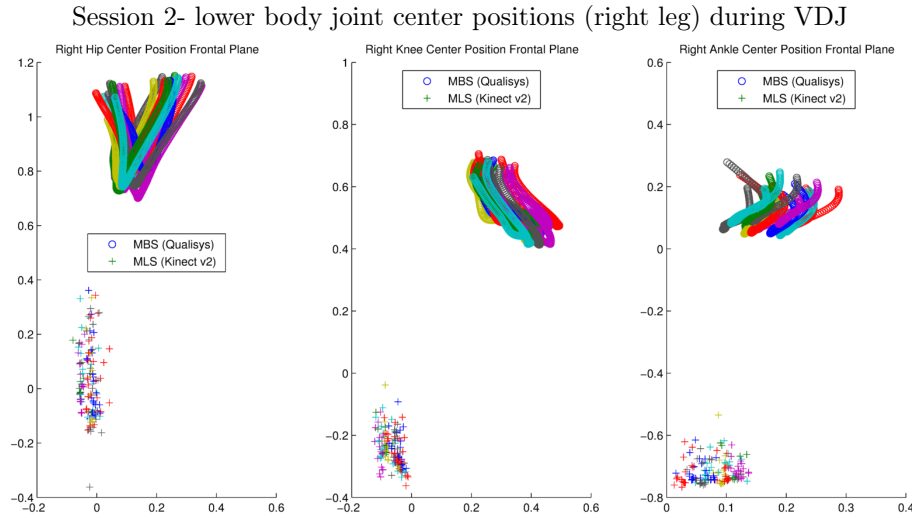 Session 2- lower body joint center positions (right leg) during VDJ
Right Hip Center Position Frontal Plane
1.2
1
0.8
0.6
0.4
0.2
0
−0.2
−0.4
−0.2 0 0.2 0.4 0.6
MBS (Qualisys)
MLS (Kinect v2)
Right Knee Center Position Frontal Plane
1
0.8
0.6
0.4
0.2
0
−0.2
−0.4
−0.2 0 0.2 0.4 0.6
MBS (Qualisys)
MLS (Kinect v2)
Right Ankle Center Position Frontal Plane
0.6
0.4
0.2
0
−0.2
−0.4
−0.6
−0.8
0 0.1 0.2 0.3 0.4
MBS (Qualisys)
MLS (Kinect v2)